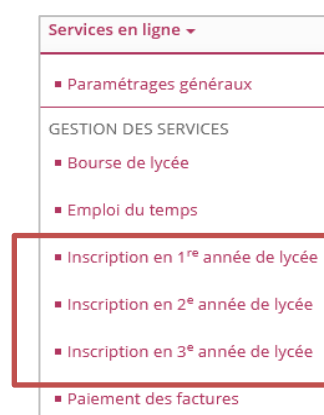 Services en ligne ▾
▪ Paramétrages généraux
GESTION DES SERVICES
▪ Bourse de lycée
▪ Emploi du temps
▪ Inscription en 1ʳᵉ année de lycée
▪ Inscription en 2ᵉ année de lycée
▪ Inscription en 3ᵉ année de lycée
▪ Paiement des factures